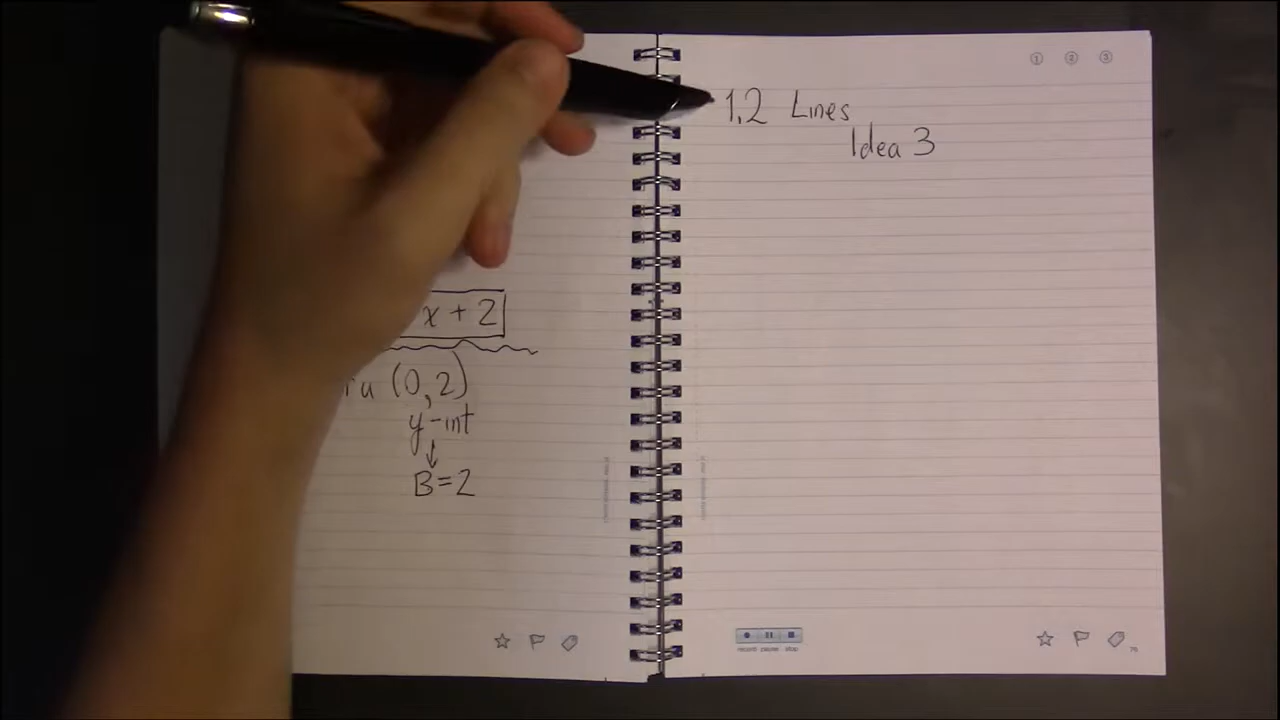 x + 2
(0,2)
y-int
B=2
1,2 Lines
Idea 3
1 2 3
record pause stop